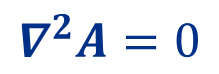 ∇²A = 0